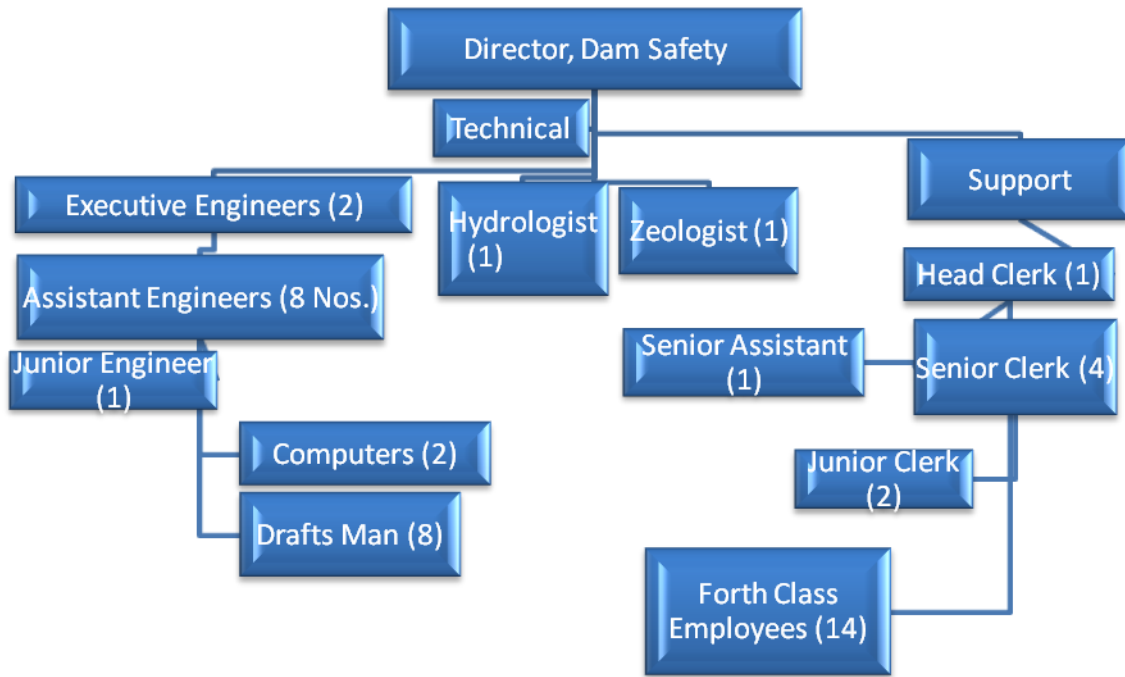 Director, Dam Safety
Technical
Support
Executive Engineers (2)
Hydrologist
(1)
Zeologist (1)
Head Clerk (1)
Assistant Engineers (8 Nos.)
Senior Assistant
(1)
Senior Clerk (4)
Junior Engineer
(1)
Computers (2)
Junior Clerk
(2)
Drafts Man (8)
Forth Class
Employees (14)